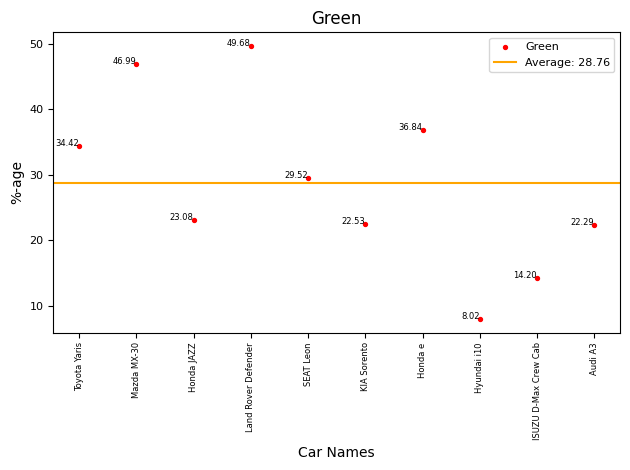 Green
50
40
30
20
10
%-age
34.42
46.99
23.08
49.68
29.52
22.53
36.84
8.02
14.20
22.29
Green
Average: 28.76
Toyota Yaris
Mazda MX-30
Honda JAZZ
Land Rover Defender
SEAT Leon
KIA Sorento
Honda e
Hyundai i10
ISUZU D-Max Crew Cab
Audi A3
Car Names